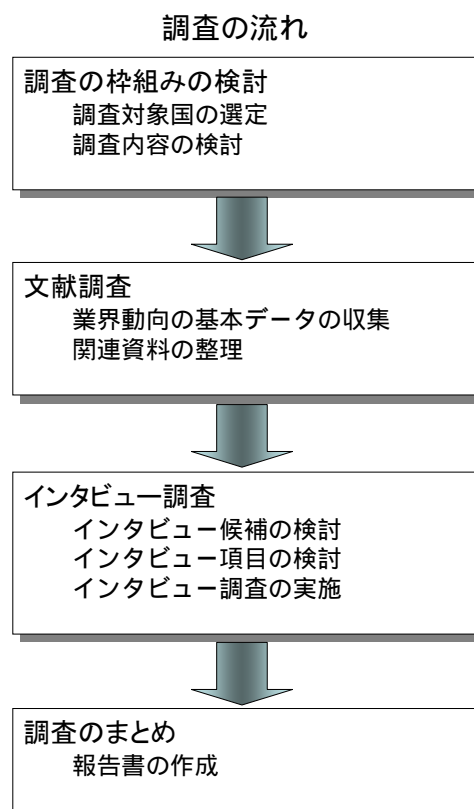 調査の流れ
調査の枠組みの検討
調査対象国の選定
調査内容の検討
文献調査
業界動向の基本データの収集
関連資料の整理
インタビュー調査
インタビュー候補の検討
インタビュー項目の検討
インタビュー調査の実施
調査のまとめ
報告書の作成